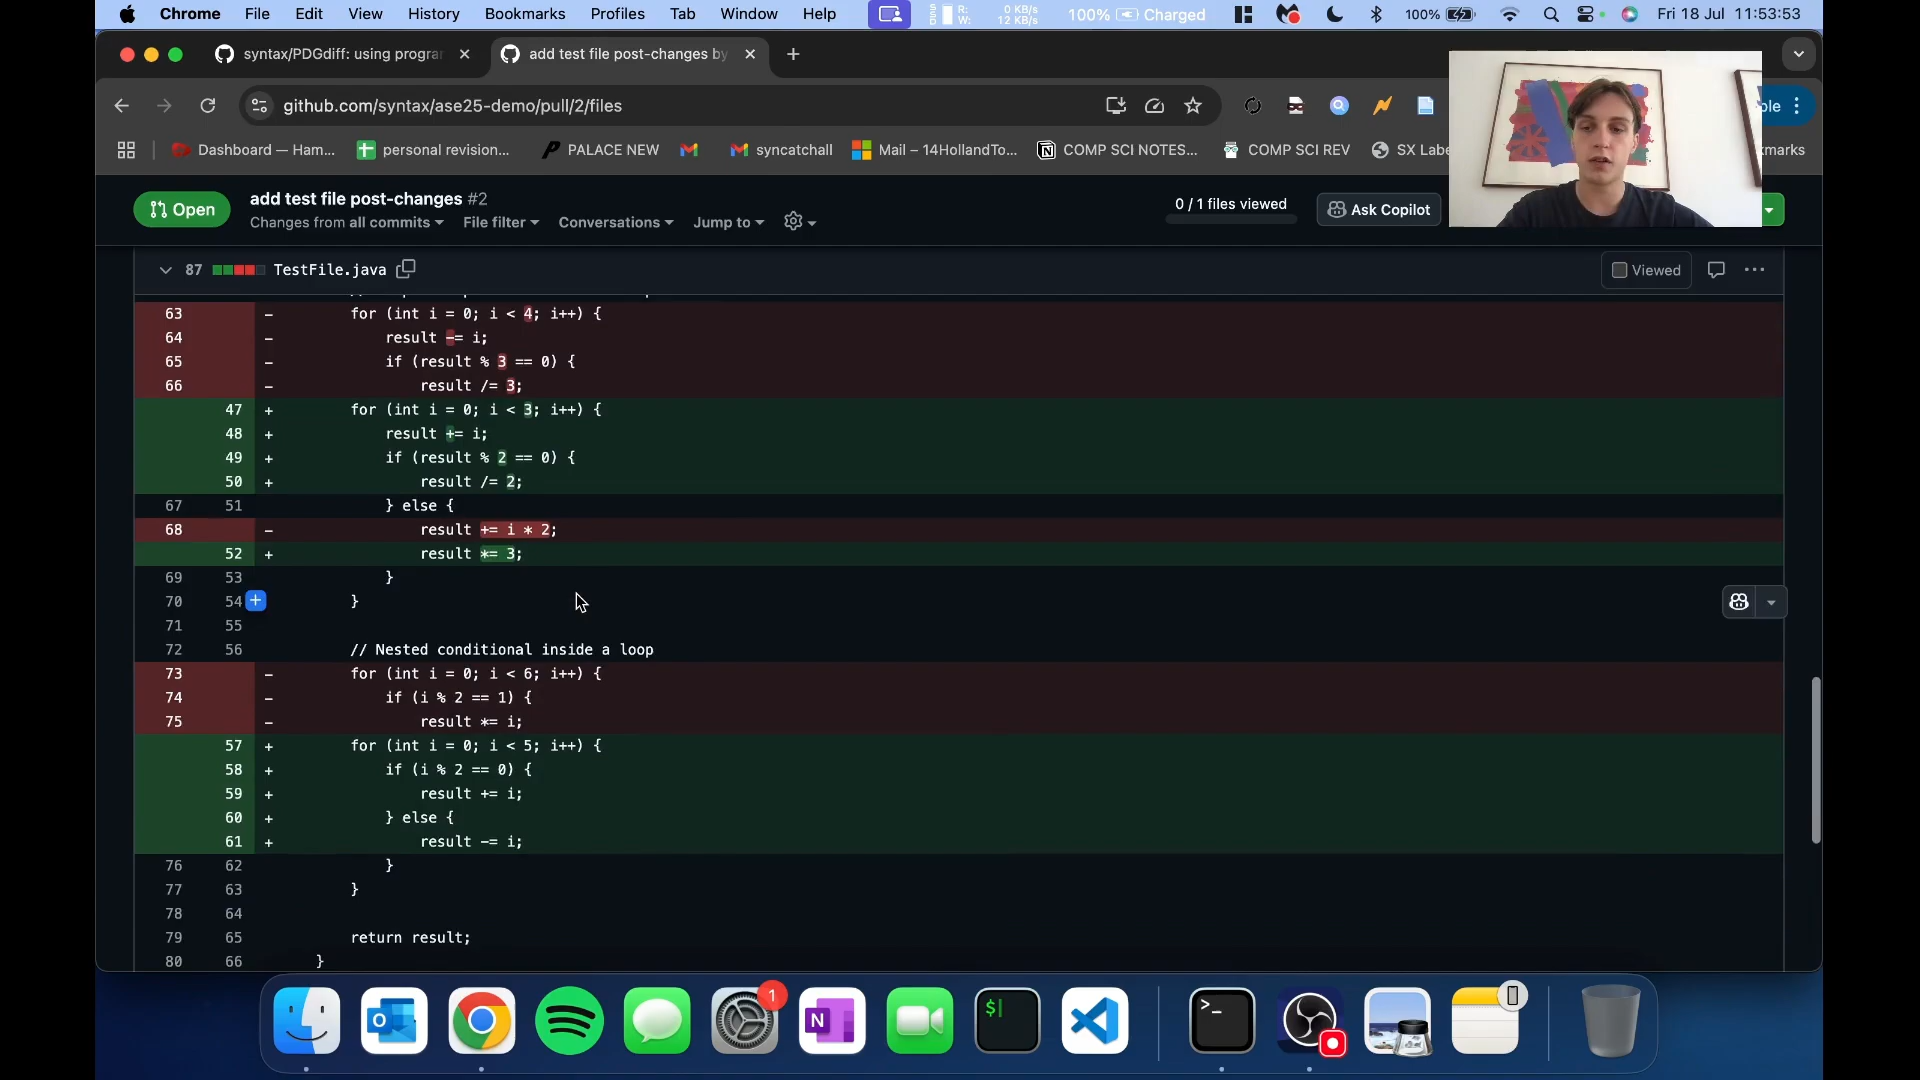 Chrome File Edit View History Bookmarks Profiles Tab Window Help
R: 0 KB/s
W: 12 KB/s
100% Charged
100%
Fri 18 Jul 11:53:53
syntax/PDGdiff: using progra
add test file post-changes by
github.com/syntax/ase25-demo/pull/2/files
Dashboard — Ham...
personal revision...
PALACE NEW
syncatchall
Mail – 14HollandTo...
COMP SCI NOTES...
COMP SCI REV
SX Labe
Open
add test file post-changes #2
Changes from all commits File filter Conversations Jump to
0 / 1 files viewed
Ask Copilot
87 TestFile.java
Viewed
63 - for (int i = 0; i < 4; i++) {
64 - result -= i;
65 - if (result % 3 == 0) {
66 - result /= 3;
47 + for (int i = 0; i < 3; i++) {
48 + result += i;
49 + if (result % 2 == 0) {
50 + result /= 2;
67 51 } else {
68 - result += i * 2;
52 + result *= 3;
69 53 }
70 54 }
71 55
72 56 // Nested conditional inside a loop
73 - for (int i = 0; i < 6; i++) {
74 - if (i % 2 == 1) {
75 - result *= i;
57 + for (int i = 0; i < 5; i++) {
58 + if (i % 2 == 0) {
59 + result += i;
60 + } else {
61 + result -= i;
76 62 }
77 63 }
78 64
79 65 return result;
80 66 }
1